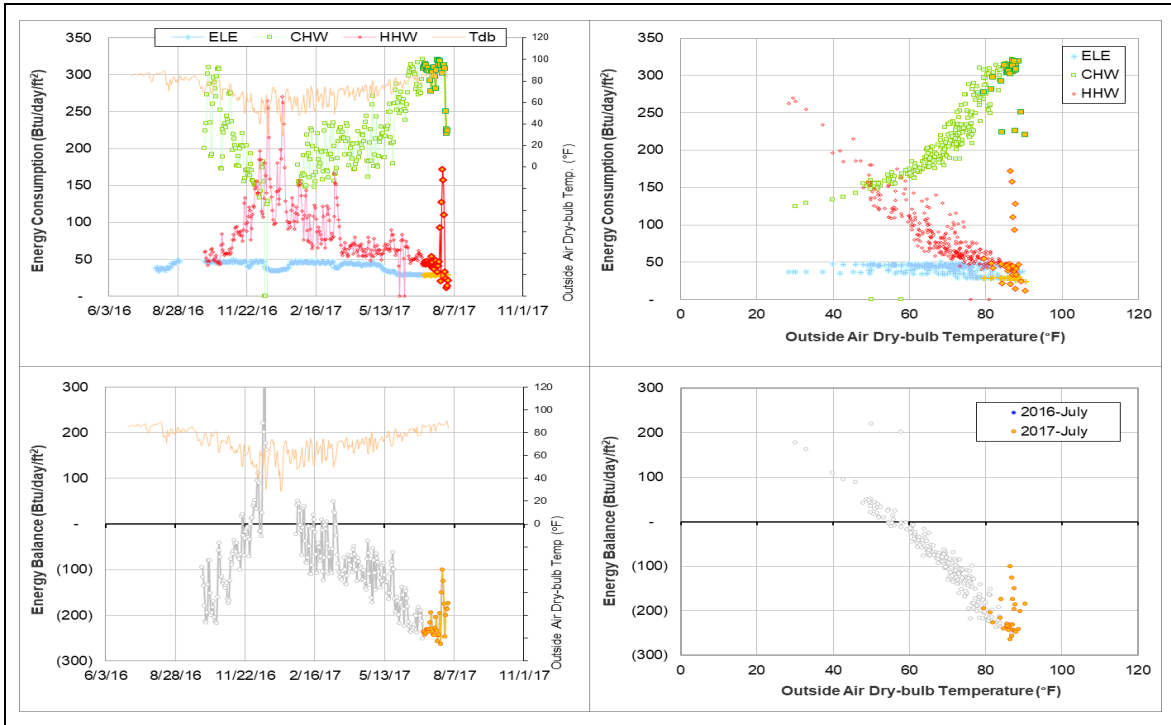 ELE CHW HHW Tdb
Energy Consumption (Btu/day/ft²)
350
300
250
200
150
100
50
-
120
100
80
60
40
20
0
Outside Air Dry-bulb Temp. (°F)
6/3/16 8/28/16 11/22/16 2/16/17 5/13/17 8/7/17 11/1/17
ELE
CHW
HHW
Energy Consumption (Btu/day/ft²)
350
300
250
200
150
100
50
-
0 20 40 60 80 100 120
Outside Air Dry-bulb Temperature (°F)
Energy Balance (Btu/day/ft²)
300
200
100
-
(100)
(200)
(300)
120
100
80
60
40
20
0
Outside Air Dry-bulb Temp (°F)
6/3/16 8/28/16 11/22/16 2/16/17 5/13/17 8/7/17 11/1/17
2016-July
2017-July
Energy Balance (Btu/day/ft²)
300
200
100
-
(100)
(200)
(300)
0 20 40 60 80 100 120
Outside Air Dry-bulb Temperature (°F)